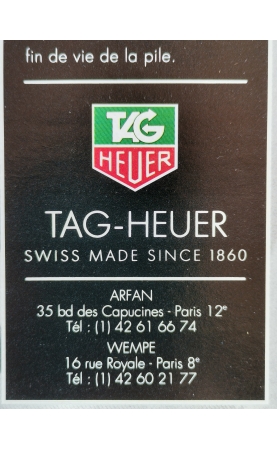 fin de vie de la pile.
TAG
HEUER
TAG-HEUER
SWISS MADE SINCE 1860
ARFAN
35 bd des Capucines - Paris 12e
Tél : (1) 42 61 66 74
WEMPE
16 rue Royale - Paris 8e
Tél : (1) 42 60 21 77